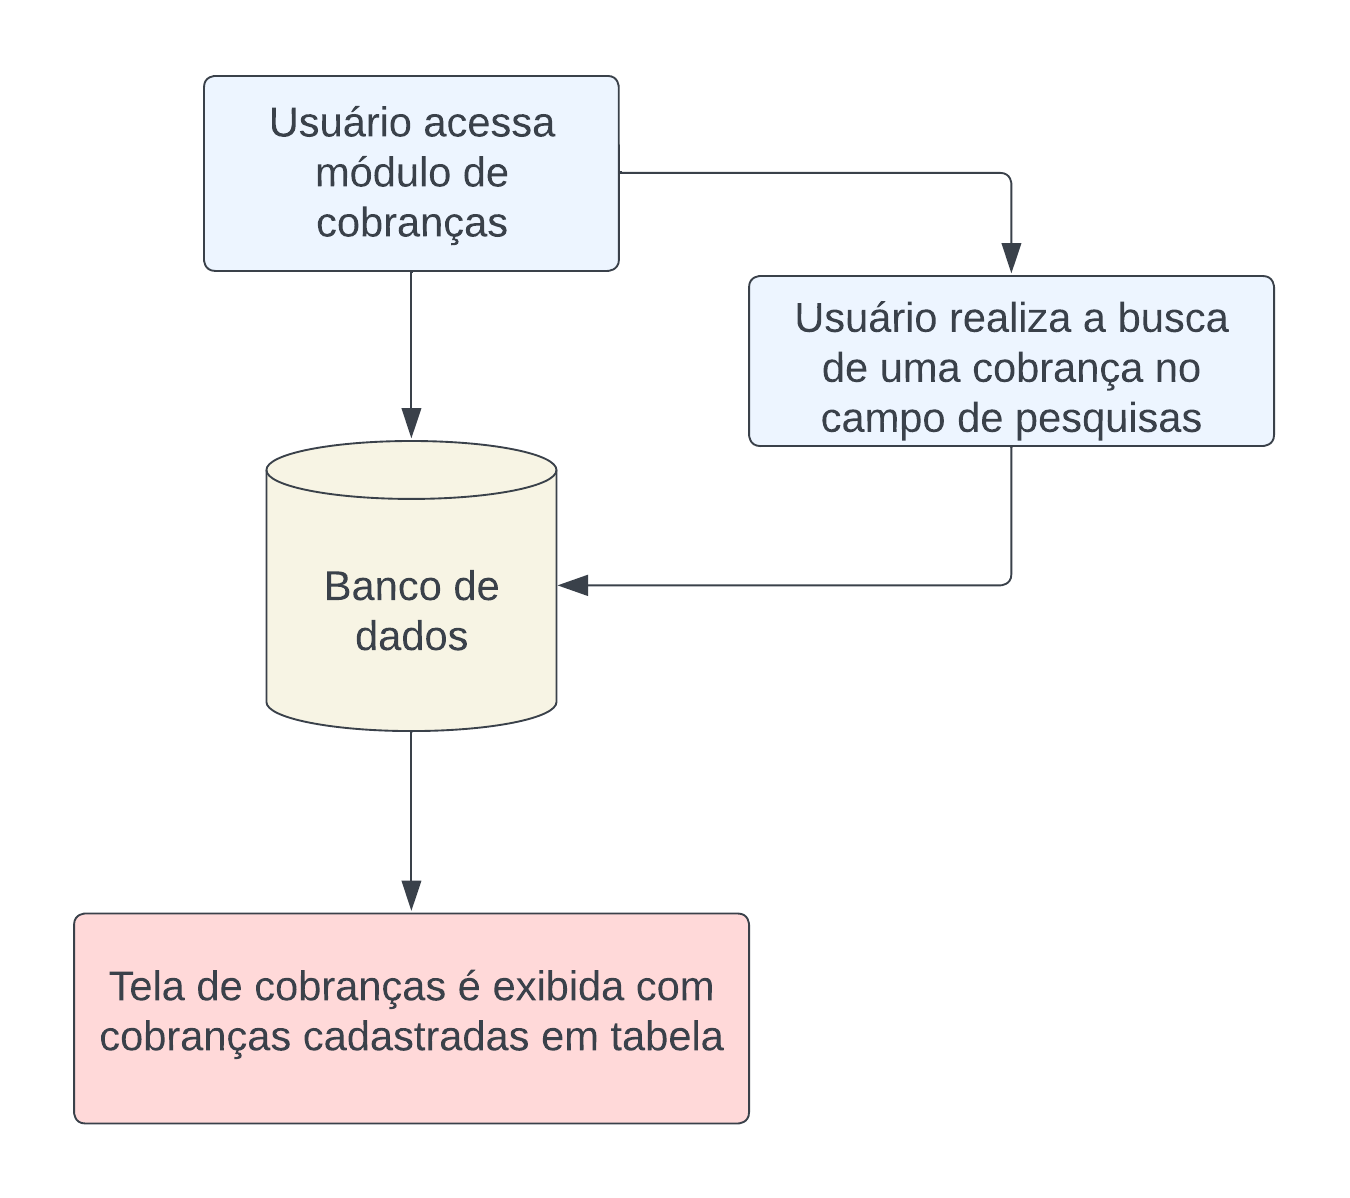 Usuário acessa
módulo de
cobranças
Usuário realiza a busca
de uma cobrança no
campo de pesquisas
Banco de
dados
Tela de cobranças é exibida com
cobranças cadastradas em tabela